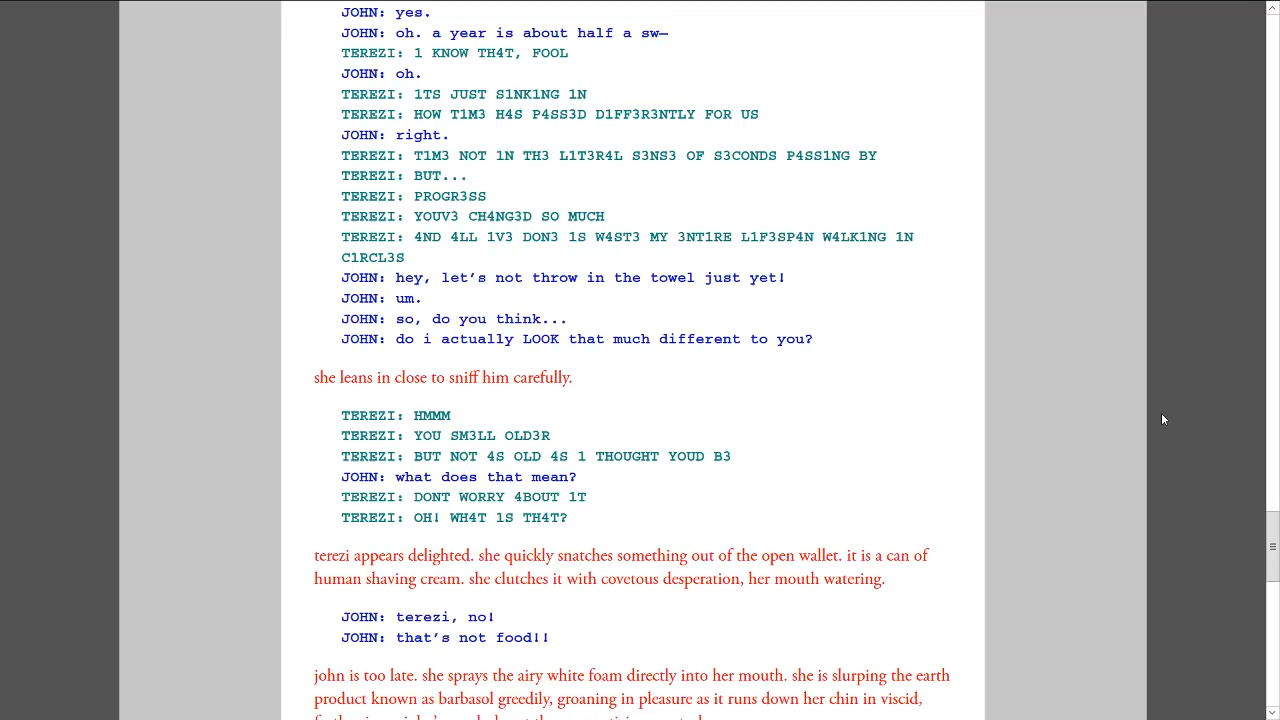 JOHN: yes.
JOHN: oh. a year is about half a sw—
TEREZI: 1 KNOW TH4T, FOOL
JOHN: oh.
TEREZI: 1TS JUST S1NK1NG 1N
TEREZI: HOW T1M3 H4S P4SS3D D1FF3R3NTLY FOR US
JOHN: right.
TEREZI: T1M3 NOT 1N TH3 L1T3R4L S3NS3 OF S3CONDS P4SS1NG BY
TEREZI: BUT...
TEREZI: PROGR3SS
TEREZI: YOUV3 CH4NG3D SO MUCH
TEREZI: 4ND 4LL 1V3 DON3 1S W4ST3 MY 3NT1RE L1F3SP4N W4LK1NG 1N
C1RCL3S
JOHN: hey, let's not throw in the towel just yet!
JOHN: um.
JOHN: so, do you think...
JOHN: do i actually LOOK that much different to you?
she leans in close to sniff him carefully.
TEREZI: HMMM
TEREZI: YOU SM3LL OLD3R
TEREZI: BUT NOT 4S OLD 4S 1 THOUGHT YOUD B3
JOHN: what does that mean?
TEREZI: DONT WORRY 4BOUT 1T
TEREZI: OH! WH4T 1S TH4T?
terezi appears delighted. she quickly snatches something out of the open wallet. it is a can of
human shaving cream. she clutches it with covetous desperation, her mouth watering.
JOHN: terezi, no!
JOHN: that's not food!!
john is too late. she sprays the airy white foam directly into her mouth. she is slurping the earth
product known as barbasol greedily, groaning in pleasure as it runs down her chin in viscid,